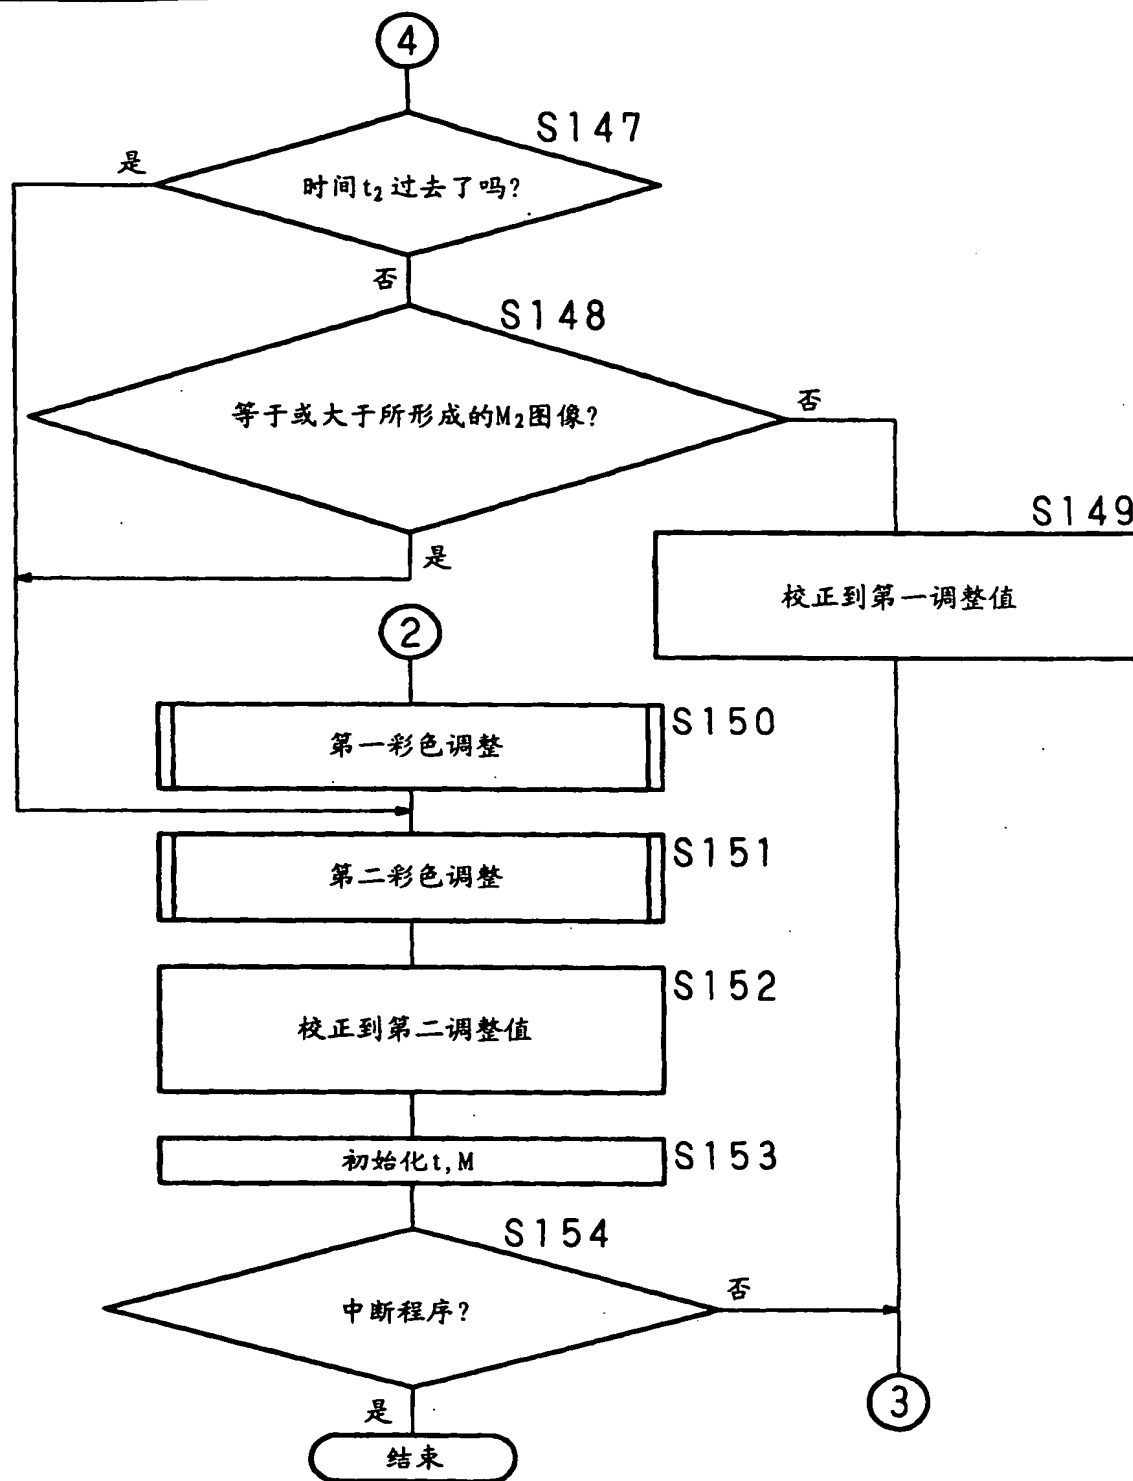 4
S147
是
时间t₂过去了吗?
否
S148
等于或大于所形成的M₂图像?
否
是
S149
校正到第一调整值
2
第一彩色调整
S150
第二彩色调整
S151
校正到第二调整值
S152
初始化t,M
S153
S154
中断程序?
否
是
3
结束